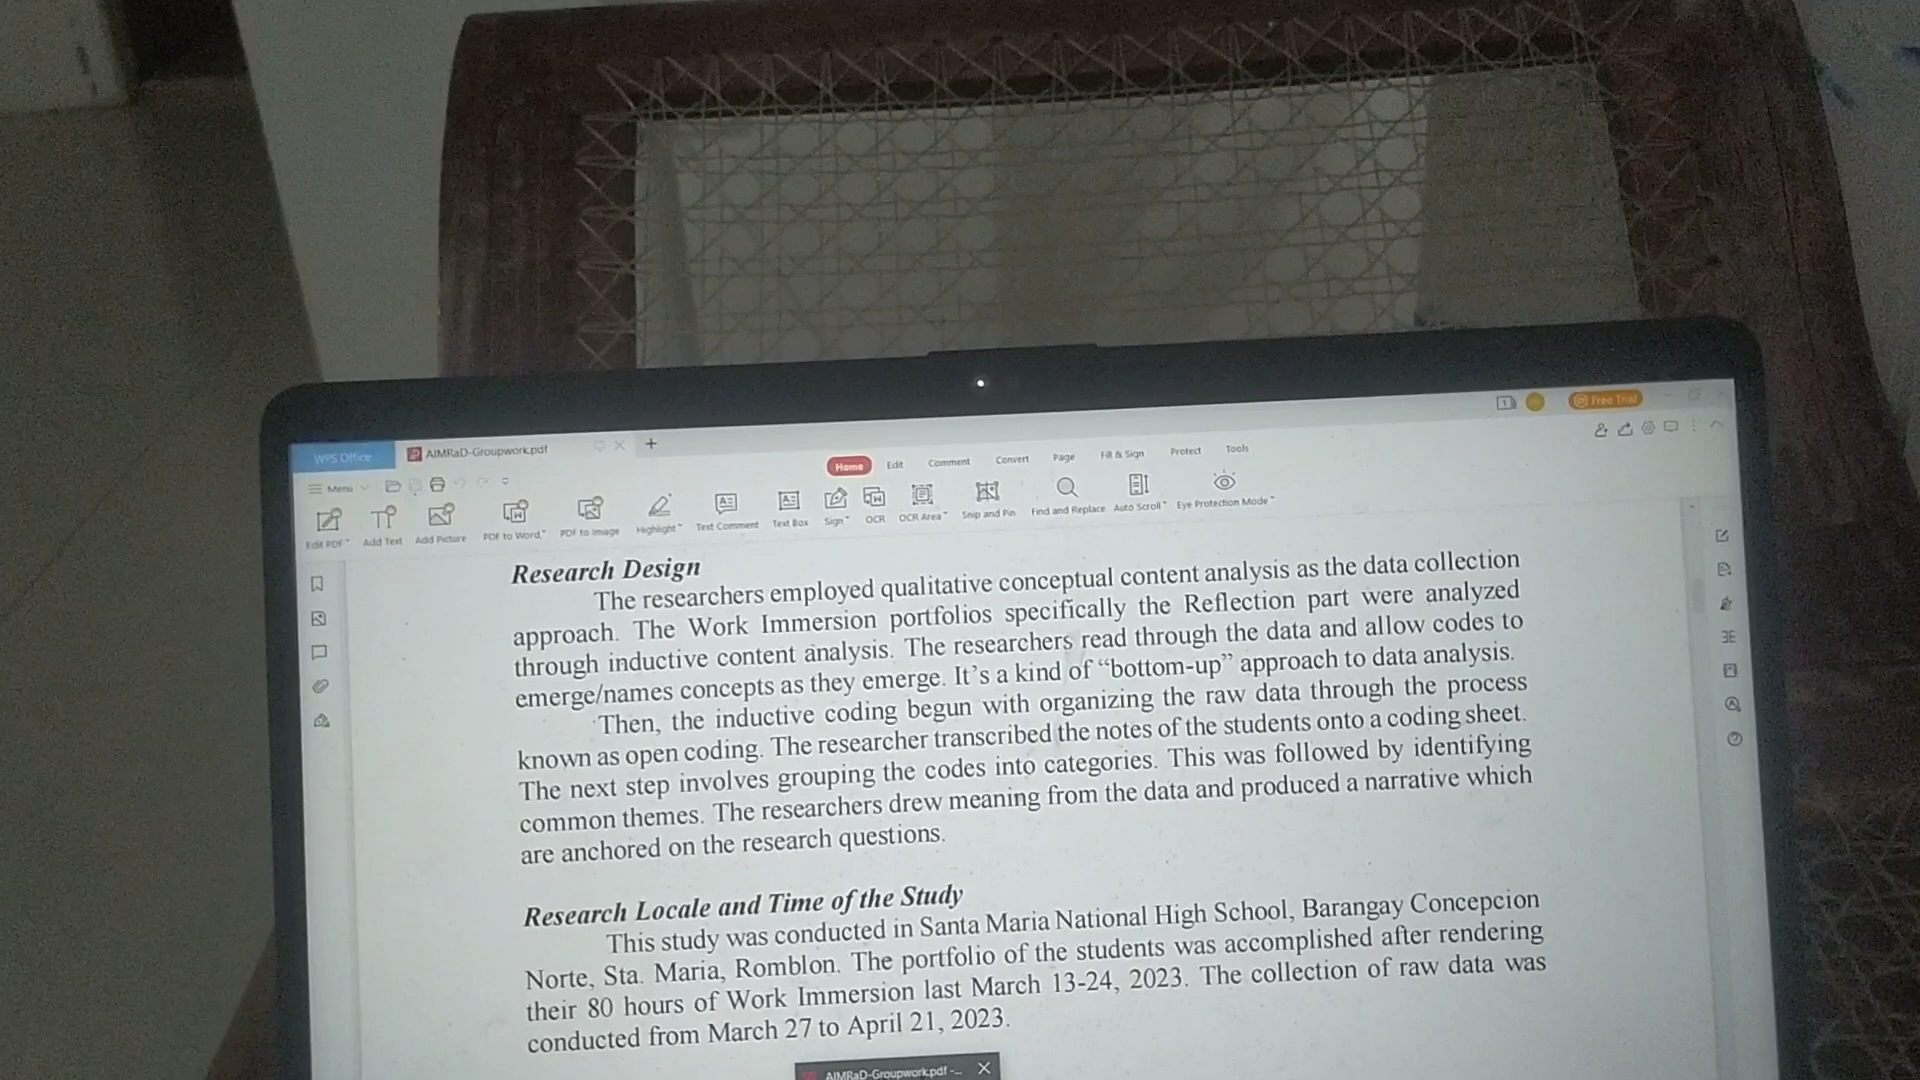 WPS Office AIMRaD-Groupwork.pdf
1 Free Trial
Menu Home Edit Comment Convert Page Fill & Sign Protect Tools
Edit PDF Add Text Add Picture PDF to Word PDF to Image Highlight Text Comment Text Box Sign OCR OCR Area Snip and Pin Find and Replace Auto Scroll Eye Protection Mode
Research Design
The researchers employed qualitative conceptual content analysis as the data collection
approach. The Work Immersion portfolios specifically the Reflection part were analyzed
through inductive content analysis. The researchers read through the data and allow codes to
emerge/names concepts as they emerge. It's a kind of “bottom-up” approach to data analysis.
Then, the inductive coding begun with organizing the raw data through the process
known as open coding. The researcher transcribed the notes of the students onto a coding sheet.
The next step involves grouping the codes into categories. This was followed by identifying
common themes. The researchers drew meaning from the data and produced a narrative which
are anchored on the research questions.
Research Locale and Time of the Study
This study was conducted in Santa Maria National High School, Barangay Concepcion
Norte, Sta. Maria, Romblon. The portfolio of the students was accomplished after rendering
their 80 hours of Work Immersion last March 13-24, 2023. The collection of raw data was
conducted from March 27 to April 21, 2023.
AIMRaD-Groupwork.pdf -...